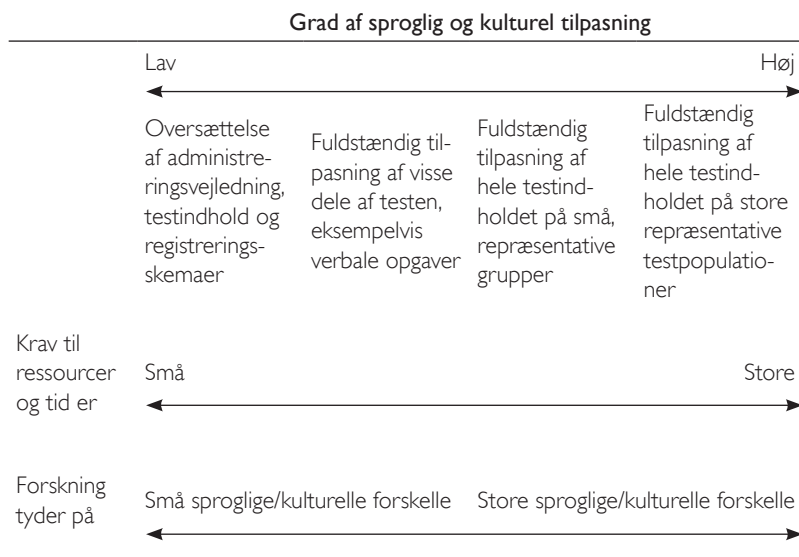 Grad af sproglig og kulturel tilpasning
Lav Høj
Oversættelse
af administre-
ringsvejledning,
testindhold og
registrerings-
skemaer
Fuldstændig til-
pasning af visse
dele af testen,
eksempelvis
verbale opgaver
Fuldstændig
tilpasning af
hele testind-
holdet på små,
repræsentative
grupper
Fuldstændig
tilpasning af
hele testind-
holdet på store
repræsentative
testpopulatio-
ner
Krav til
ressourcer
og tid er
Små Store
Forskning
tyder på
Små sproglige/kulturelle forskelle Store sproglige/kulturelle forskelle